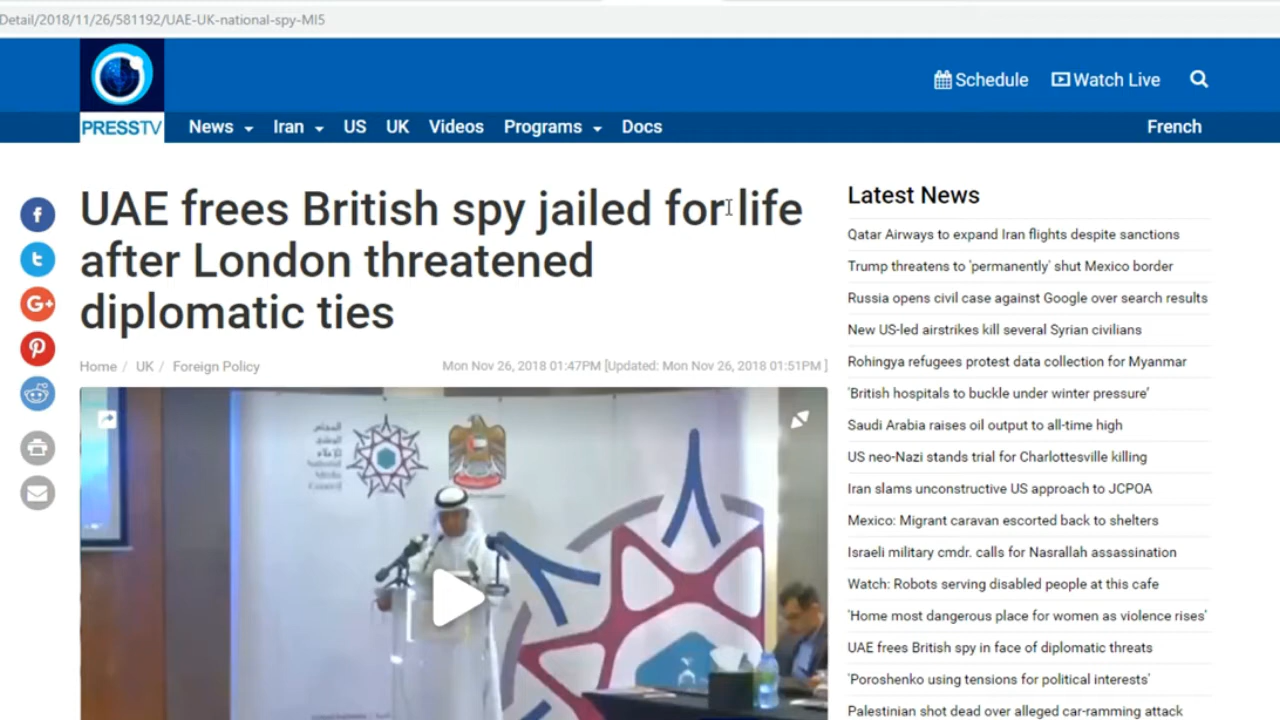 Detail/2018/11/26/581192/UAE-UK-national-spy-MI5
Schedule
Watch Live
PRESSTV
News
Iran
US
UK
Videos
Programs
Docs
French
UAE frees British spy jailed for life
after London threatened
diplomatic ties
Home / UK / Foreign Policy
Mon Nov 26, 2018 01:47PM [Updated: Mon Nov 26, 2018 01:51PM ]
المجلس
الوطني
للإعلام
National
Media
Council
Latest News
Qatar Airways to expand Iran flights despite sanctions
Trump threatens to 'permanently' shut Mexico border
Russia opens civil case against Google over search results
New US-led airstrikes kill several Syrian civilians
Rohingya refugees protest data collection for Myanmar
'British hospitals to buckle under winter pressure'
Saudi Arabia raises oil output to all-time high
US neo-Nazi stands trial for Charlottesville killing
Iran slams unconstructive US approach to JCPOA
Mexico: Migrant caravan escorted back to shelters
Israeli military cmdr. calls for Nasrallah assassination
Watch: Robots serving disabled people at this cafe
'Home most dangerous place for women as violence rises'
UAE frees British spy in face of diplomatic threats
'Poroshenko using tensions for political interests'
Palestinian shot dead over alleged car-ramming attack